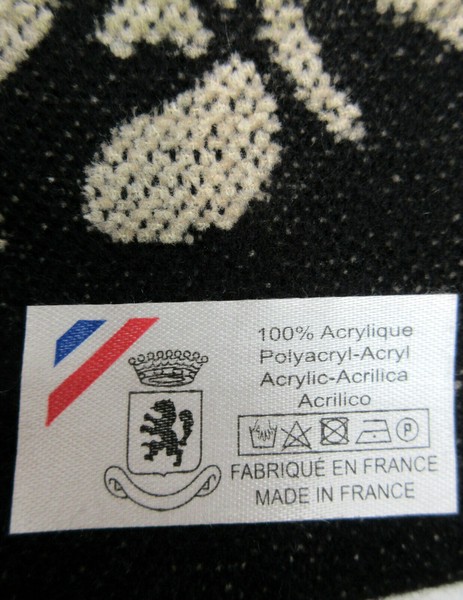 100% Acrylique
Polyacryl-Acryl
Acrylic-Acrilica
Acrilico
P
FABRIQUÉ EN FRANCE
MADE IN FRANCE